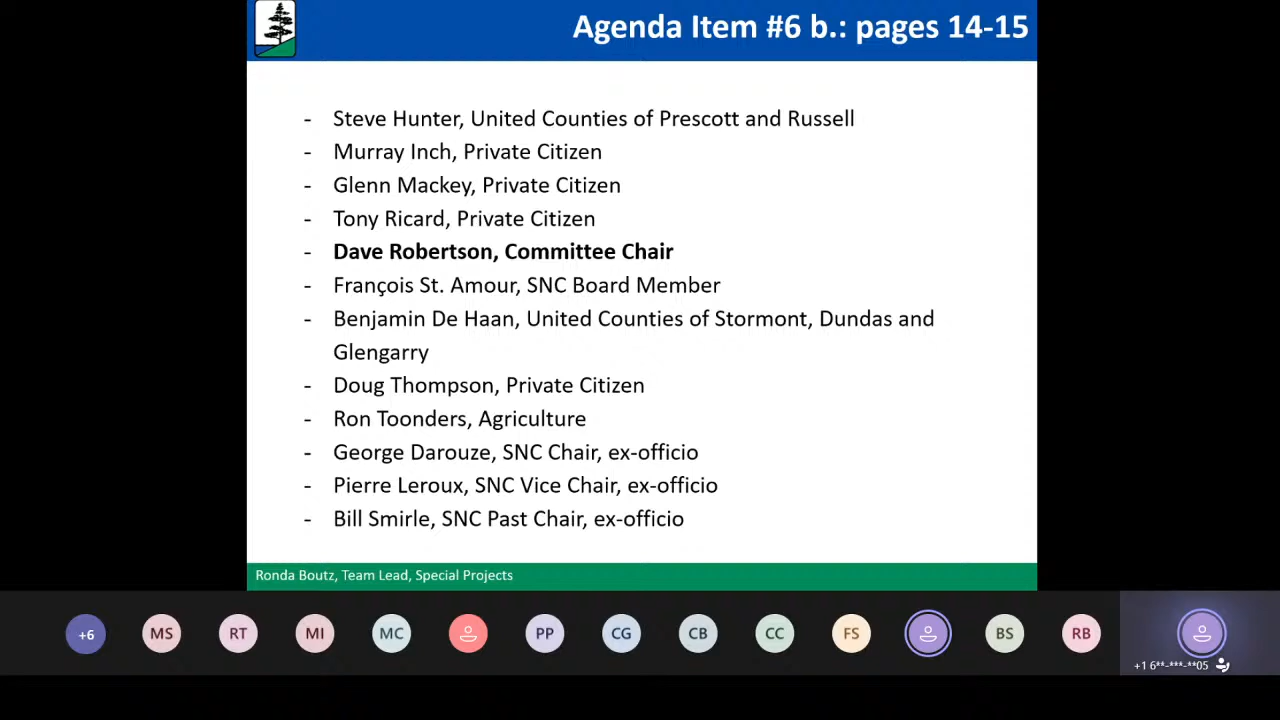 Agenda Item #6 b.: pages 14-15
- Steve Hunter, United Counties of Prescott and Russell
- Murray Inch, Private Citizen
- Glenn Mackey, Private Citizen
- Tony Ricard, Private Citizen
- Dave Robertson, Committee Chair
- François St. Amour, SNC Board Member
- Benjamin De Haan, United Counties of Stormont, Dundas and
Glengarry
- Doug Thompson, Private Citizen
- Ron Toonders, Agriculture
- George Darouze, SNC Chair, ex-officio
- Pierre Leroux, SNC Vice Chair, ex-officio
- Bill Smirle, SNC Past Chair, ex-officio
Ronda Boutz, Team Lead, Special Projects
+6 MS RT MI MC PP CG CB CC FS BS RB
+1 6**-***-**05